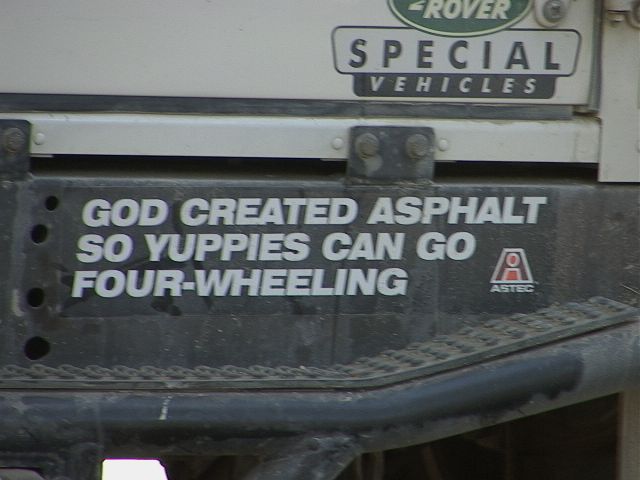 ROVER
SPECIAL
VEHICLES
GOD CREATED ASPHALT
SO YUPPIES CAN GO
FOUR-WHEELING
ASTEC